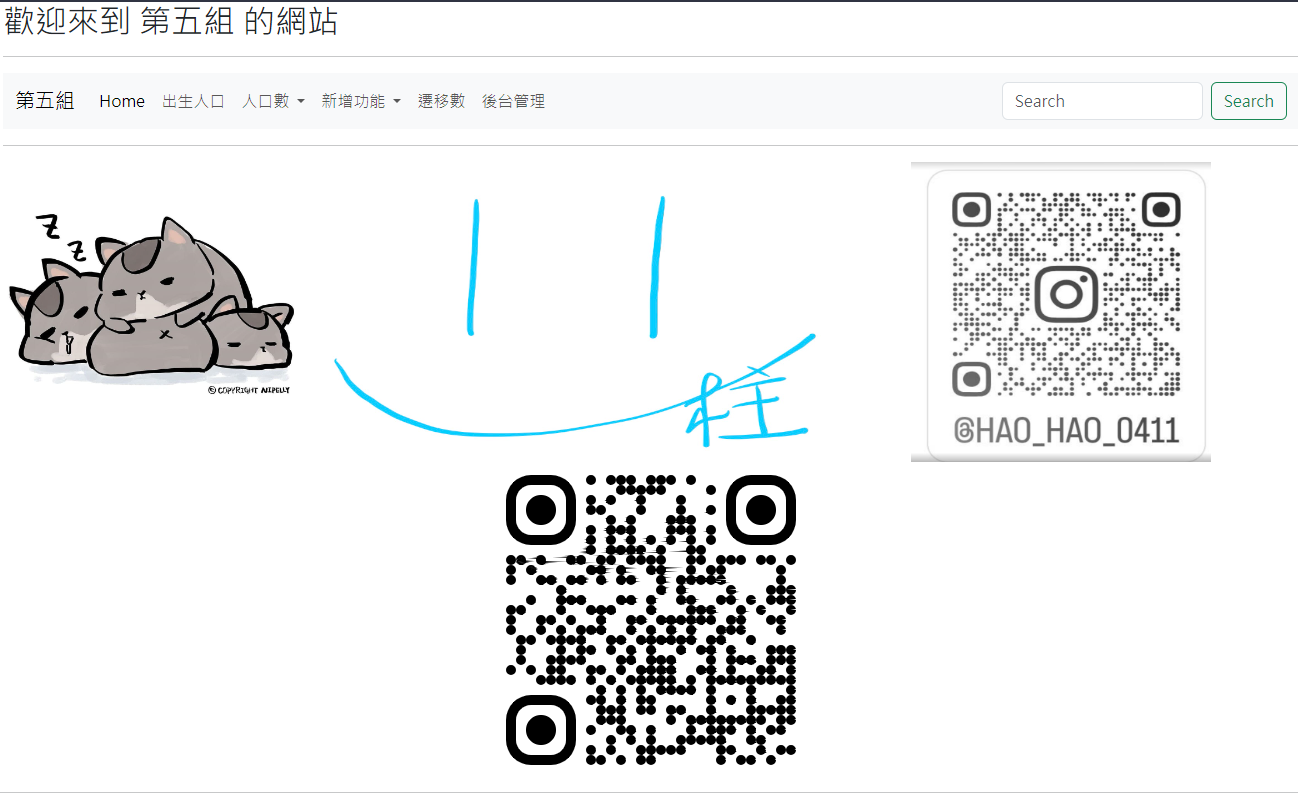 歡迎來到 第五組 的網站
第五組 Home 出生人口 人口數 新增功能 遷移數 後台管理 Search Search
z
z
© COPYRIGHT NIPELLY
柱
@HAO_HAO_0411